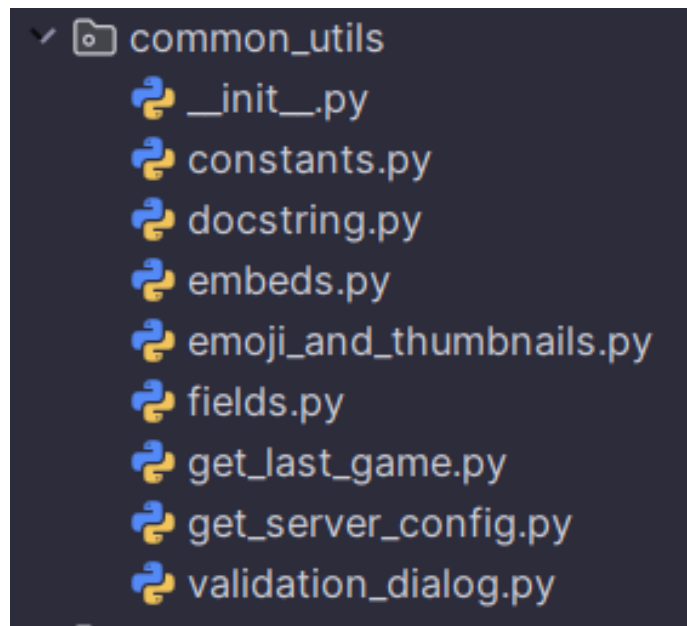 common_utils
__init__.py
constants.py
docstring.py
embeds.py
emoji_and_thumbnails.py
fields.py
get_last_game.py
get_server_config.py
validation_dialog.py